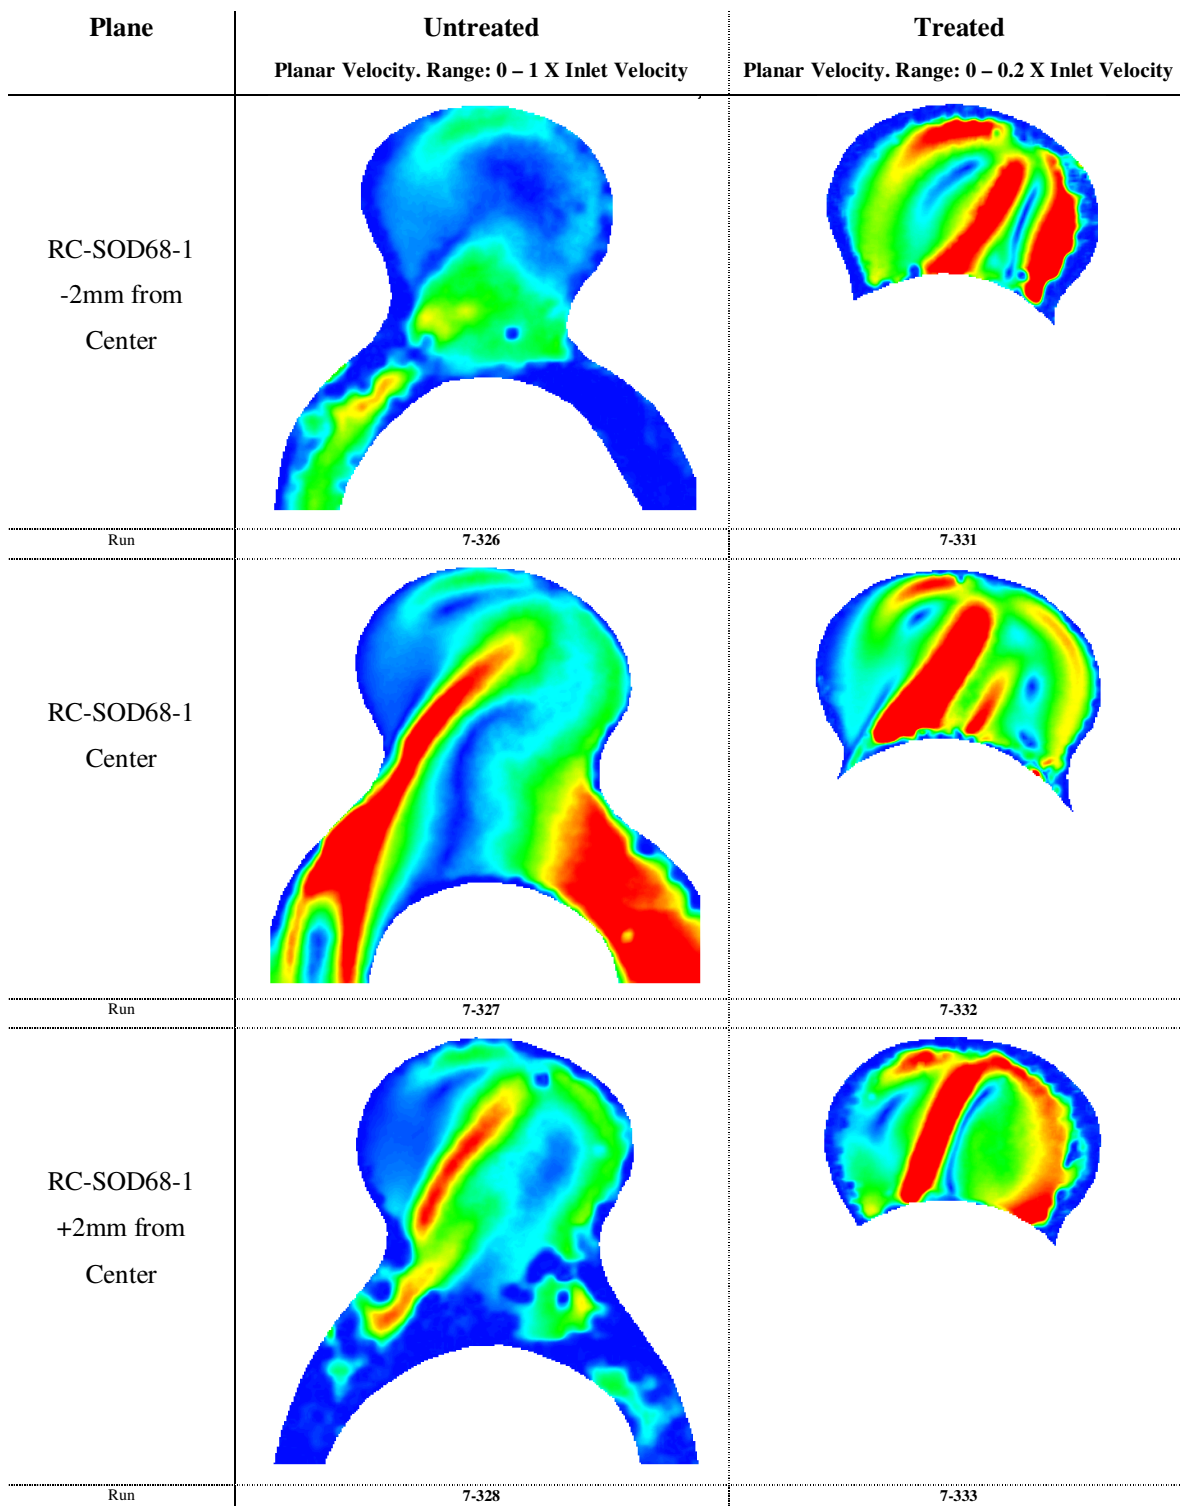 Plane
Untreated
Treated
Planar Velocity. Range: 0 – 1 X Inlet Velocity
Planar Velocity. Range: 0 – 0.2 X Inlet Velocity
RC-SOD68-1
-2mm from
Center
Run
7-326
7-331
RC-SOD68-1
Center
Run
7-327
7-332
RC-SOD68-1
+2mm from
Center
Run
7-328
7-333